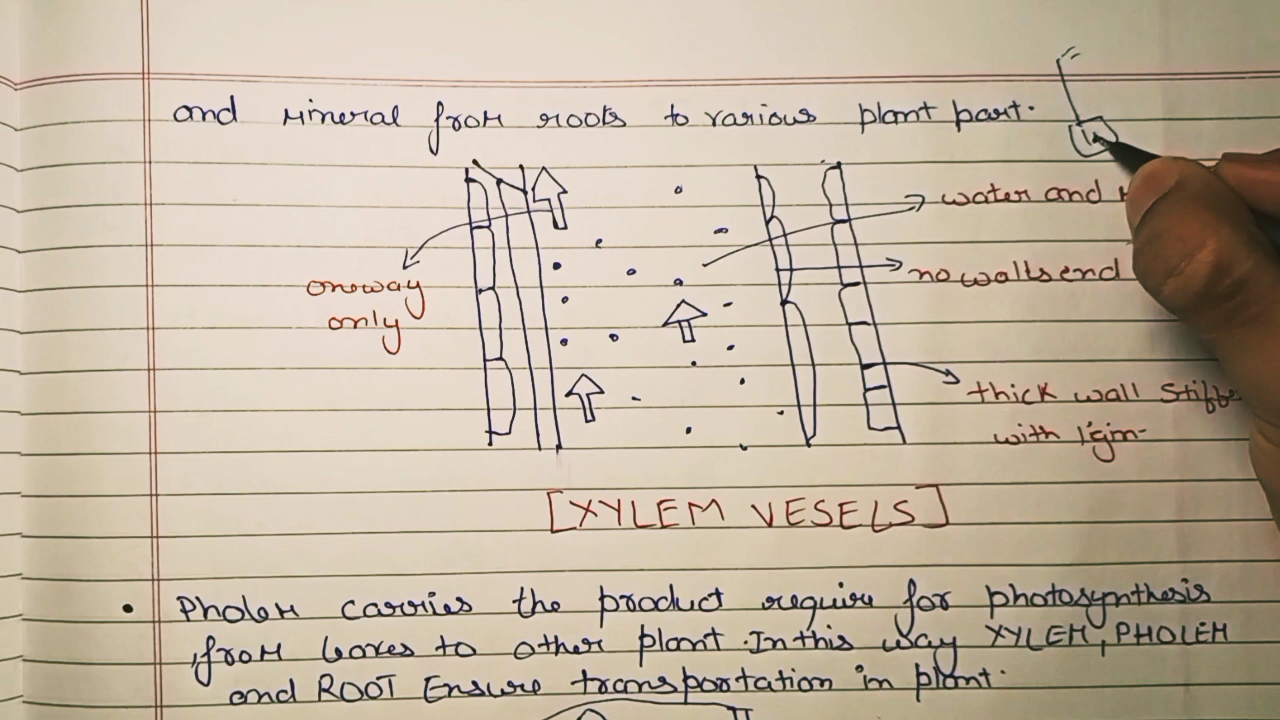 and Mineral from roots to various plant part.
water and
oneway
only
no walls end
thick wall stiffe
with ligin-
[XYLEM VESELS]
• Pholem carries the product require for photosynthesis
from leaves to other plant. In this way XYLEM, PHOLEM
and ROOT Ensure transportation in plant.